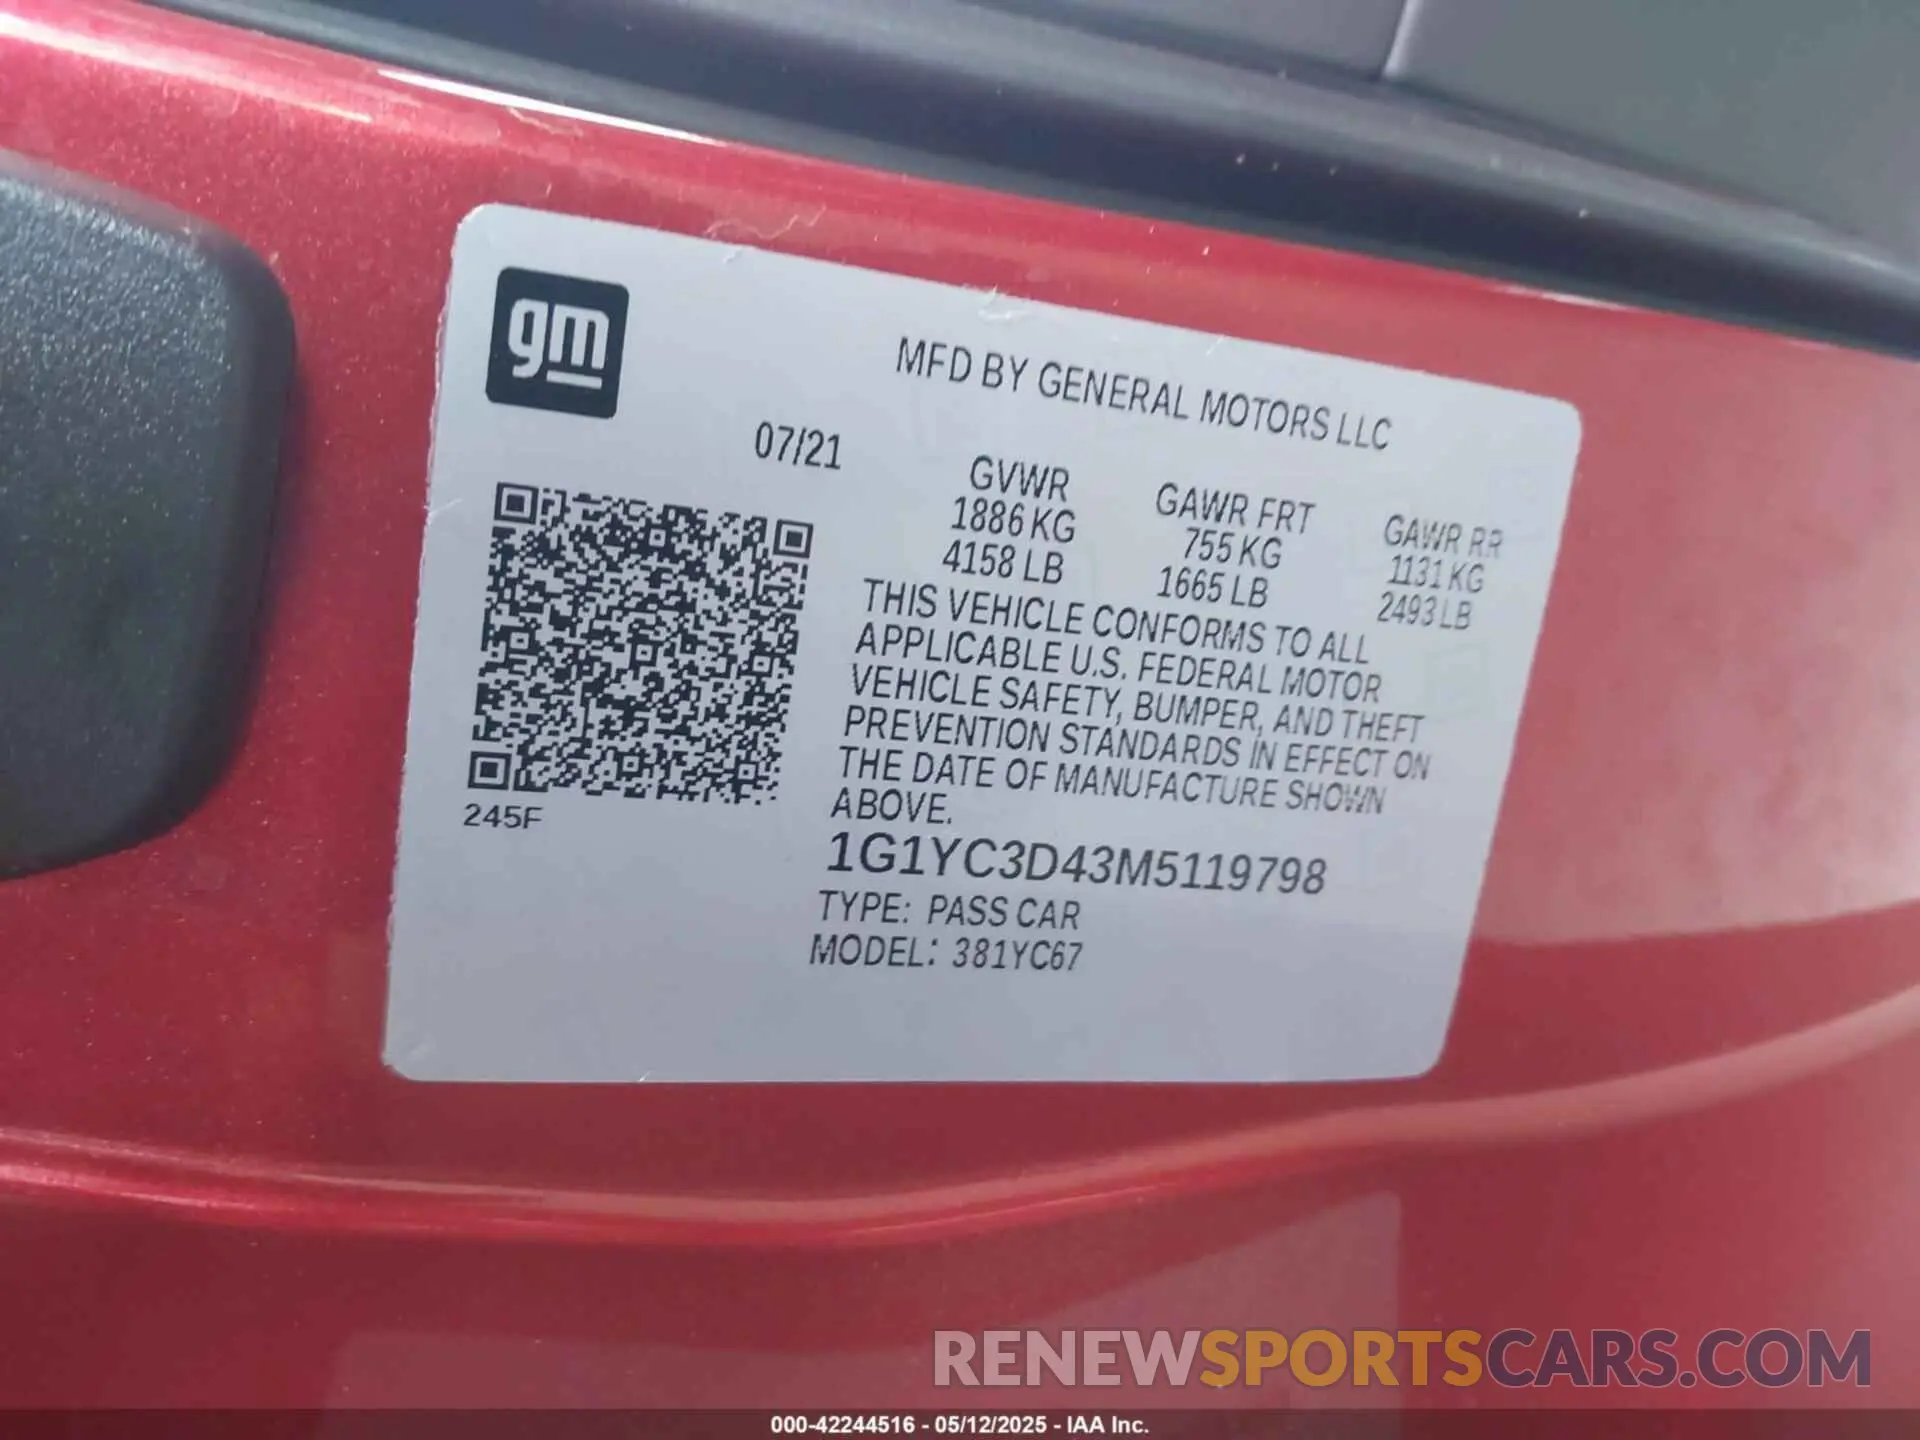 gm
MFD BY GENERAL MOTORS LLC
07/21
GVWR GAWR FRT GAWR RR
1886 KG 755 KG 1131 KG
4158 LB 1665 LB 2493 LB
THIS VEHICLE CONFORMS TO ALL
APPLICABLE U.S. FEDERAL MOTOR
VEHICLE SAFETY, BUMPER, AND THEFT
PREVENTION STANDARDS IN EFFECT ON
THE DATE OF MANUFACTURE SHOWN
ABOVE.
245F
1G1YC3D43M5119798
TYPE: PASS CAR
MODEL: 381YC67
RENEWSPORTSCARS.COM
000-42244516 - 05/12/2025 - IAA Inc.